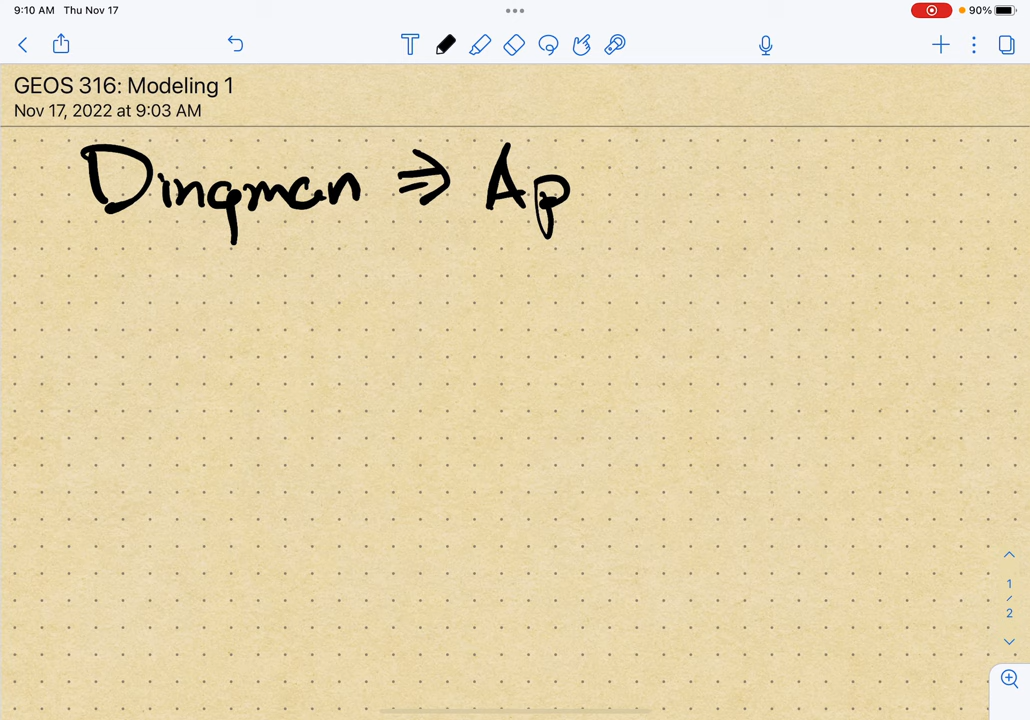 9:10 AM Thu Nov 17 90%
GEOS 316: Modeling 1
Nov 17, 2022 at 9:03 AM
Dingman ⇒ Ap
1
/
2